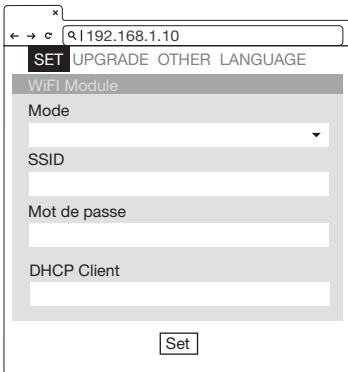 192.168.1.10
SET UPGRADE OTHER LANGUAGE
WiFI Module
Mode
SSID
Mot de passe
DHCP Client
Set